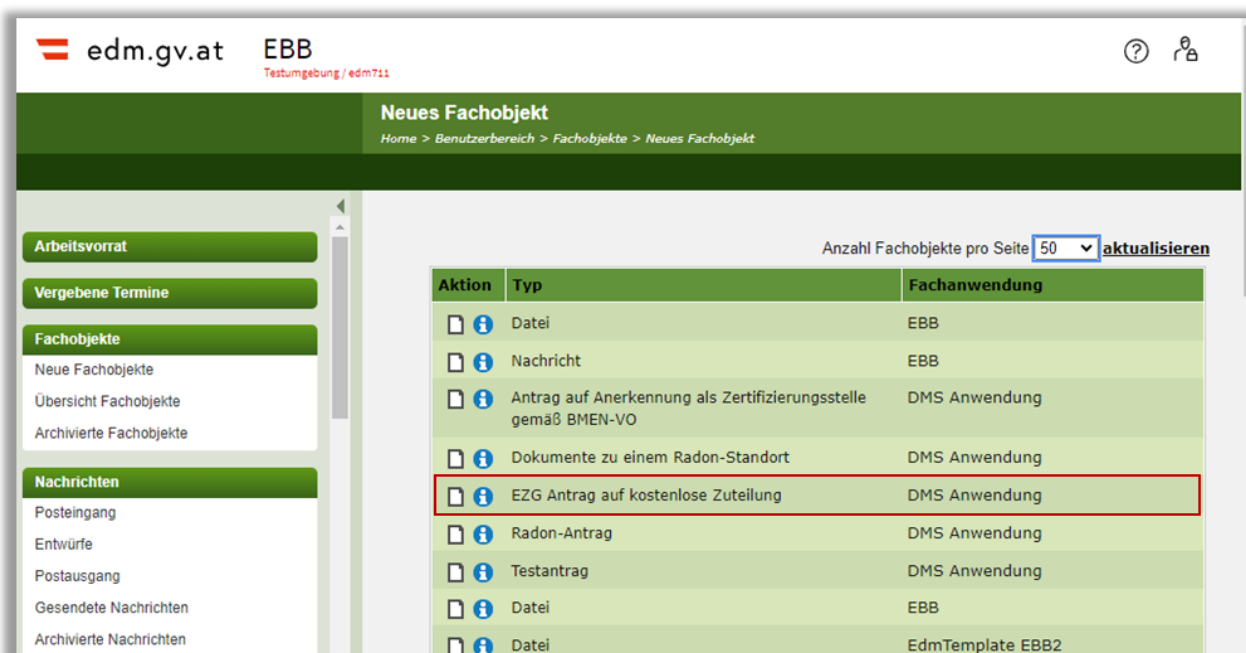 edm.gv.at EBB
Testumgebung / edm711
Neues Fachobjekt
Home > Benutzerbereich > Fachobjekte > Neues Fachobjekt
Arbeitsvorrat
Vergebene Termine
Fachobjekte
Neue Fachobjekte
Übersicht Fachobjekte
Archivierte Fachobjekte
Nachrichten
Posteingang
Entwürfe
Postausgang
Gesendete Nachrichten
Archivierte Nachrichten
Anzahl Fachobjekte pro Seite 50 aktualisieren
Aktion Typ Fachanwendung
Datei EBB
Nachricht EBB
Antrag auf Anerkennung als Zertifizierungsstelle DMS Anwendung
gemäß BMEN-VO
Dokumente zu einem Radon-Standort DMS Anwendung
EZG Antrag auf kostenlose Zuteilung DMS Anwendung
Radon-Antrag DMS Anwendung
Testantrag DMS Anwendung
Datei EBB
Datei EdmTemplate EBB2